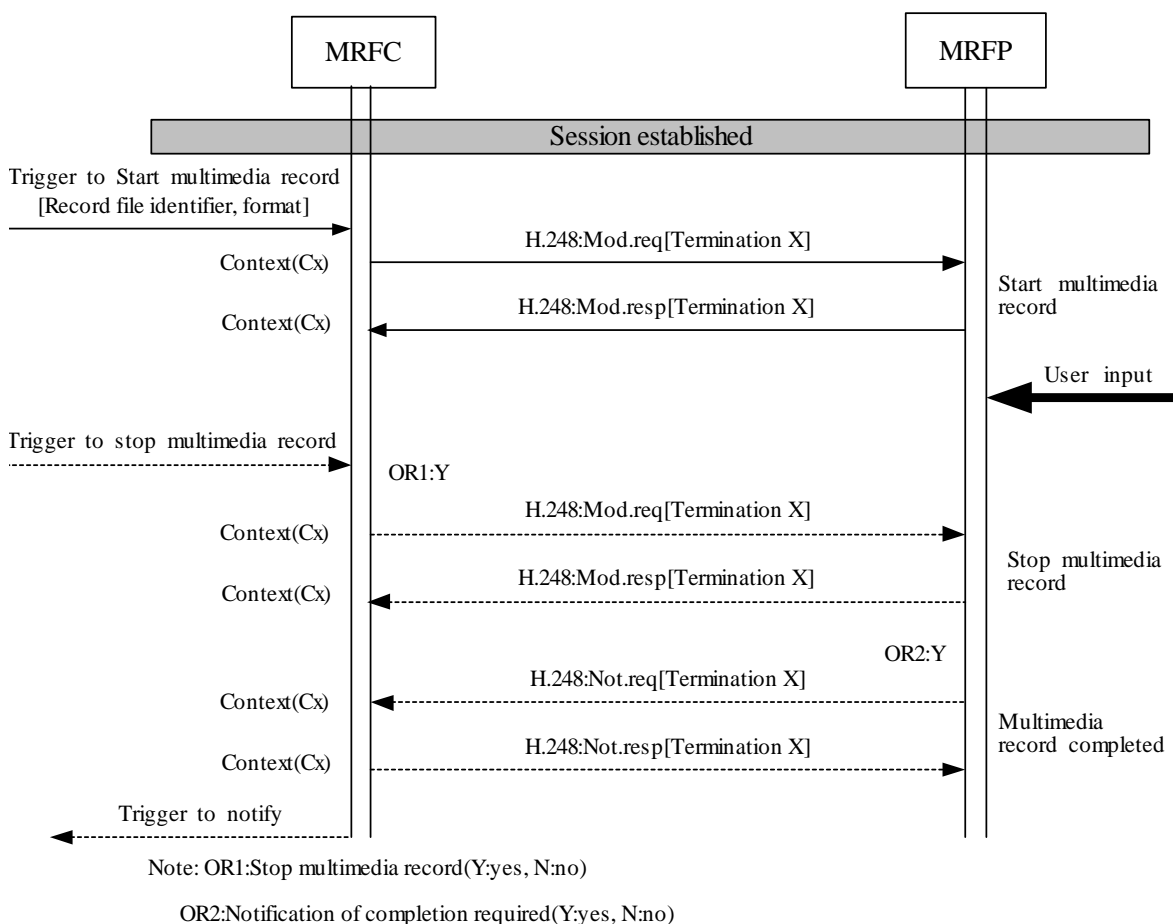 MRFC
MRFP
Session established
Trigger to Start multimedia record
[Record file identifier, format]
H.248:Mod.req[Termination X]
Context(Cx)
Start multimedia
record
H.248:Mod.resp[Termination X]
Context(Cx)
User input
Trigger to stop multimedia record
OR1:Y
H.248:Mod.req[Termination X]
Context(Cx)
Stop multimedia
record
H.248:Mod.resp[Termination X]
Context(Cx)
OR2:Y
H.248:Not.req[Termination X]
Context(Cx)
Multimedia
record completed
H.248:Not.resp[Termination X]
Context(Cx)
Trigger to notify
Note: OR1:Stop multimedia record(Y:yes, N:no)
OR2:Notification of completion required(Y:yes, N:no)